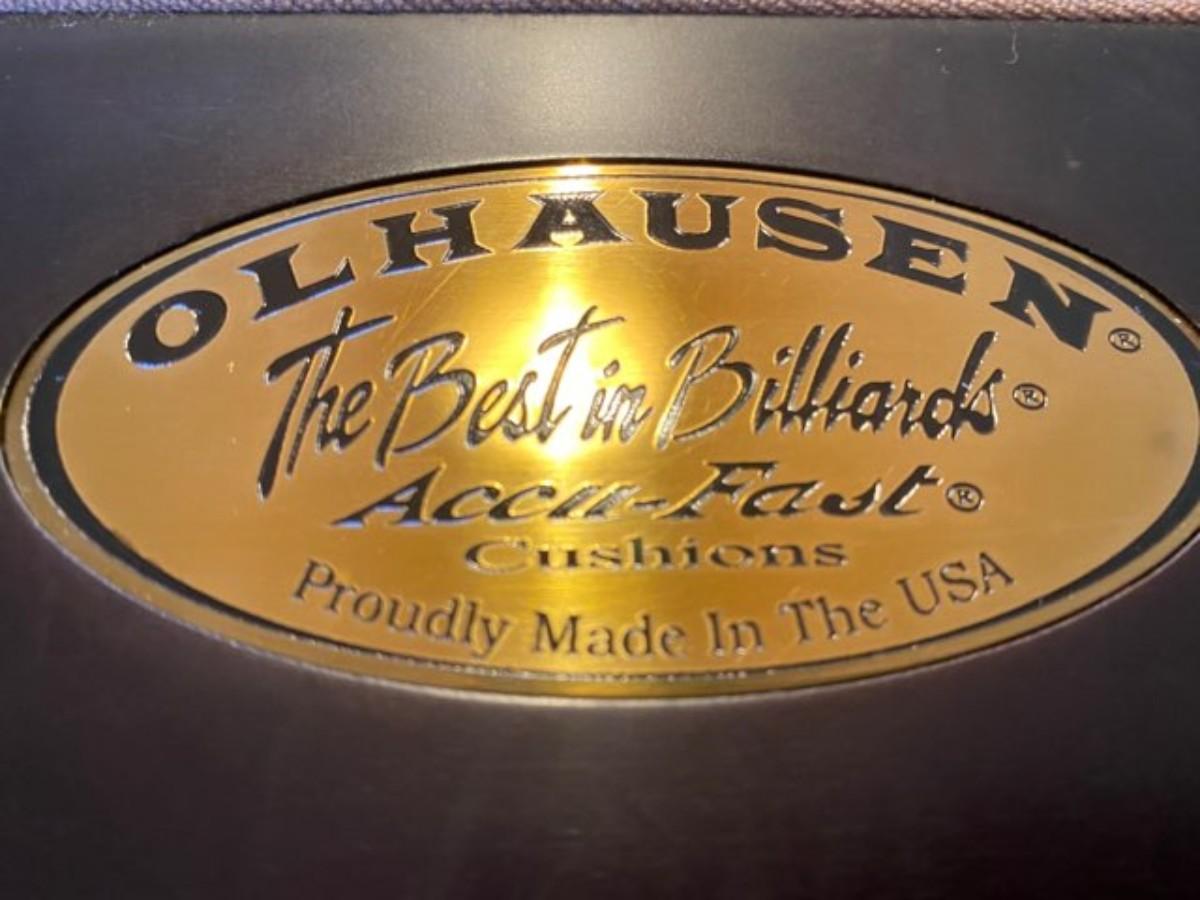 OLHAUSEN®
The Best in Billiards®
Accu-Fast®
Cushions
Proudly Made In The USA